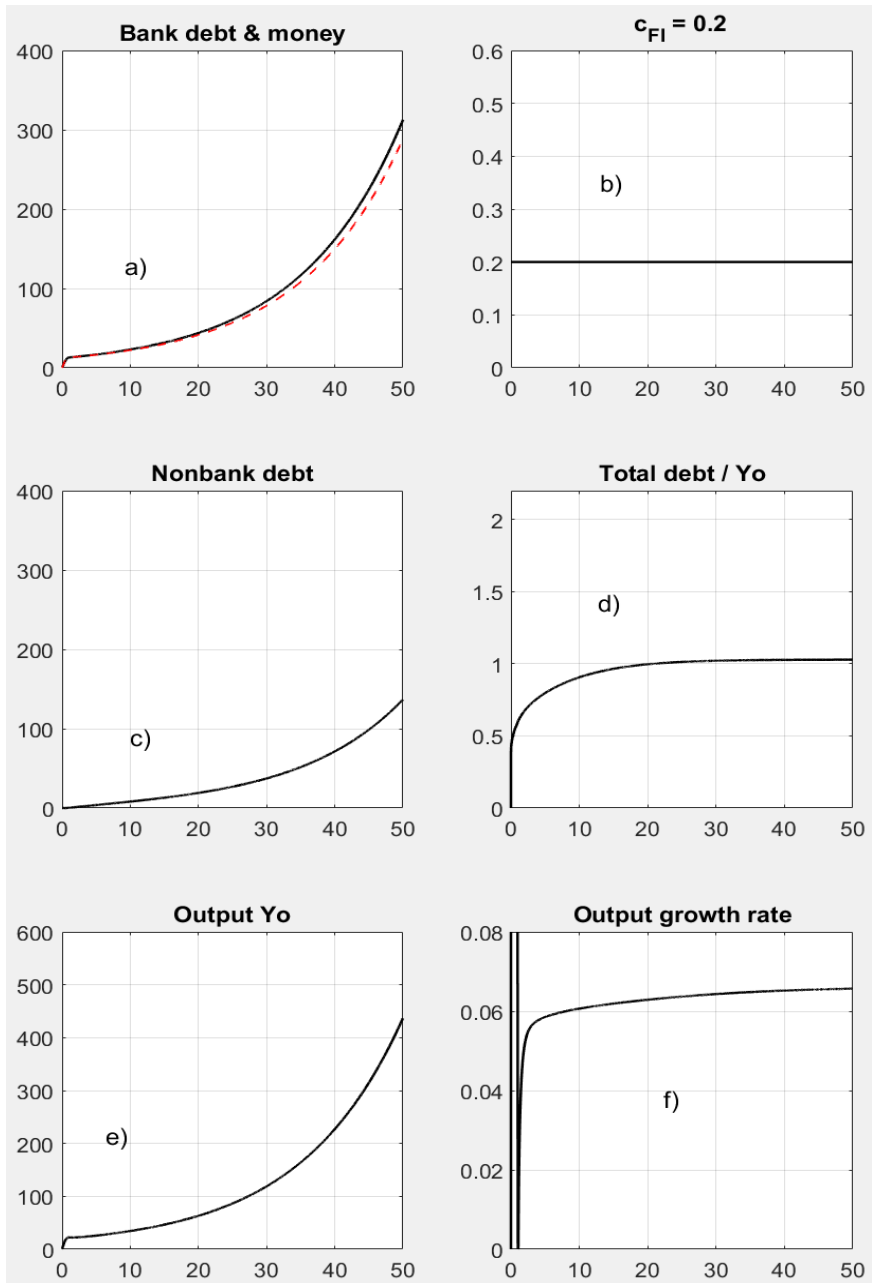 Bank debt & money
400
300
200
100
0
0 10 20 30 40 50
a)
c_FI = 0.2
0.6
0.5
0.4
0.3
0.2
0.1
0
0 10 20 30 40 50
b)
Nonbank debt
400
300
200
100
0
0 10 20 30 40 50
c)
Total debt / Yo
2
1.5
1
0.5
0
0 10 20 30 40 50
d)
Output Yo
600
500
400
300
200
100
0
0 10 20 30 40 50
e)
Output growth rate
0.08
0.06
0.04
0.02
0
0 10 20 30 40 50
f)